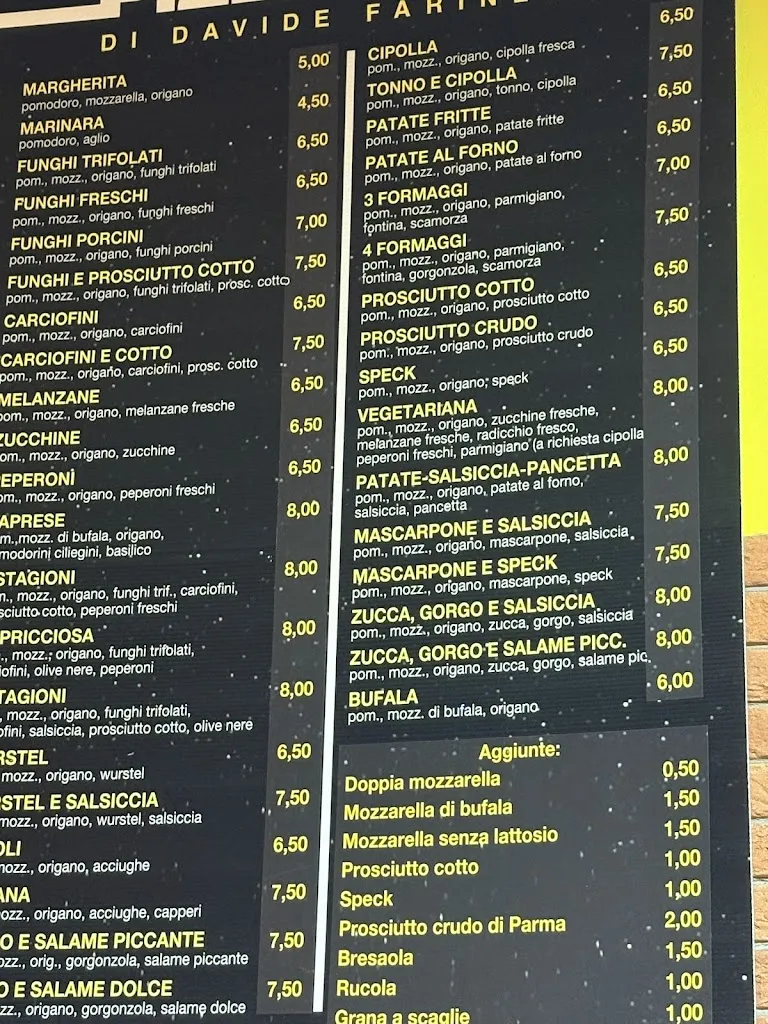 DI DAVIDE
MARGHERITA 5,00
pomodoro, mozzarella, origano
MARINARA 4,50
pomodoro, aglio
FUNGHI TRIFOLATI 6,50
pom., mozz., origano, funghi trifolati
FUNGHI FRESCHI 6,50
pom., mozz., origano, funghi freschi
FUNGHI PORCINI 7,00
pom., mozz., origano, funghi porcini
FUNGHI E PROSCIUTTO COTTO 7,50
pom., mozz., origano, funghi trifolati, prosc. cotto
CARCIOFINI 6,50
pom., mozz., origano, carciofini
CARCIOFINI E COTTO 7,50
pom., mozz., origano, carciofini, prosc. cotto
MELANZANE 6,50
pom., mozz., origano, melanzane fresche
ZUCCHINE 6,50
om., mozz., origano, zucchine
PEPERONI 6,50
om., mozz., origano, peperoni freschi
APRESE 8,00
m.,mozz. di bufala, origano,
modorini ciliegini, basilico
STAGIONI 8,00
., mozz., origano, funghi trif., carciofini,
sciutto cotto, peperoni freschi
PRICCIOSA 8,00
., mozz., origano, funghi trifolati,
iofini, olive nere, peperoni
TAGIONI 8,00
, mozz., origano, funghi trifolati,
ofini, salsiccia, prosciutto cotto, olive nere
RSTEL 6,50
mozz., origano, wurstel
RSTEL E SALSICCIA 7,50
mozz., origano, wurstel, salsiccia
OLI 6,50
mozz., origano, acciughe
ANA 7,50
ozz., origano, acciughe, capperi
O E SALAME PICCANTE 7,50
ozz., orig., gorgonzola, salame piccante
O E SALAME DOLCE 7,50
ozz., origano, gorgonzola, salame dolce
CIPOLLA 6,50
pom., mozz., origano, cipolla fresca
TONNO E CIPOLLA 7,50
pom., mozz., origano, tonno, cipolla
PATATE FRITTE 6,50
pom., mozz., origano, patate fritte
PATATE AL FORNO 6,50
pom., mozz., origano, patate al forno
3 FORMAGGI 7,00
pom., mozz., origano, parmigiano,
fontina, scamorza
4 FORMAGGI 7,50
pom., mozz., origano, parmigiano,
fontina, gorgonzola, scamorza
PROSCIUTTO COTTO 6,50
pom., mozz., origano, prosciutto cotto
PROSCIUTTO CRUDO 6,50
pom., mozz., origano, prosciutto crudo
SPECK 6,50
pom., mozz., origano, speck
VEGETARIANA 8,00
pom., mozz., origano, zucchine fresche,
melanzane fresche, radicchio fresco,
peperoni freschi, parmigiano (a richiesta cipolla
PATATE-SALSICCIA-PANCETTA 8,00
pom., mozz., origano, patate al forno,
salsiccia, pancetta
MASCARPONE E SALSICCIA 7,50
pom., mozz., origano, mascarpone, salsiccia
MASCARPONE E SPECK 7,50
pom., mozz., origano, mascarpone, speck
ZUCCA, GORGO E SALSICCIA 8,00
pom., mozz., origano, zucca, gorgo, salsiccia
ZUCCA, GORGO E SALAME PICC. 8,00
pom., mozz., origano, zucca, gorgo, salame pic
BUFALA 6,00
pom., mozz. di bufala, origano
Aggiunte:
Doppia mozzarella 0,50
Mozzarella di bufala 1,50
Mozzarella senza lattosio 1,50
Prosciutto cotto 1,00
Speck 1,00
Prosciutto crudo di Parma 2,00
Bresaola 1,50
Rucola 1,00
Grana a scaglie 1,00